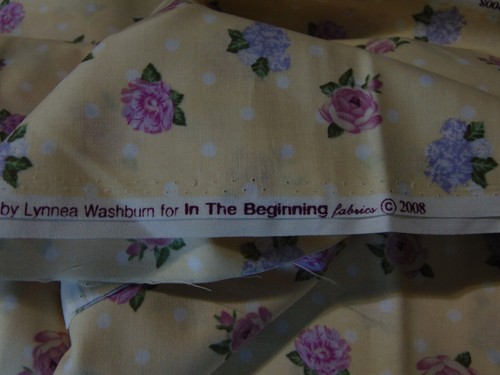 by Lynnea Washburn for In The Beginning fabrics © 2008